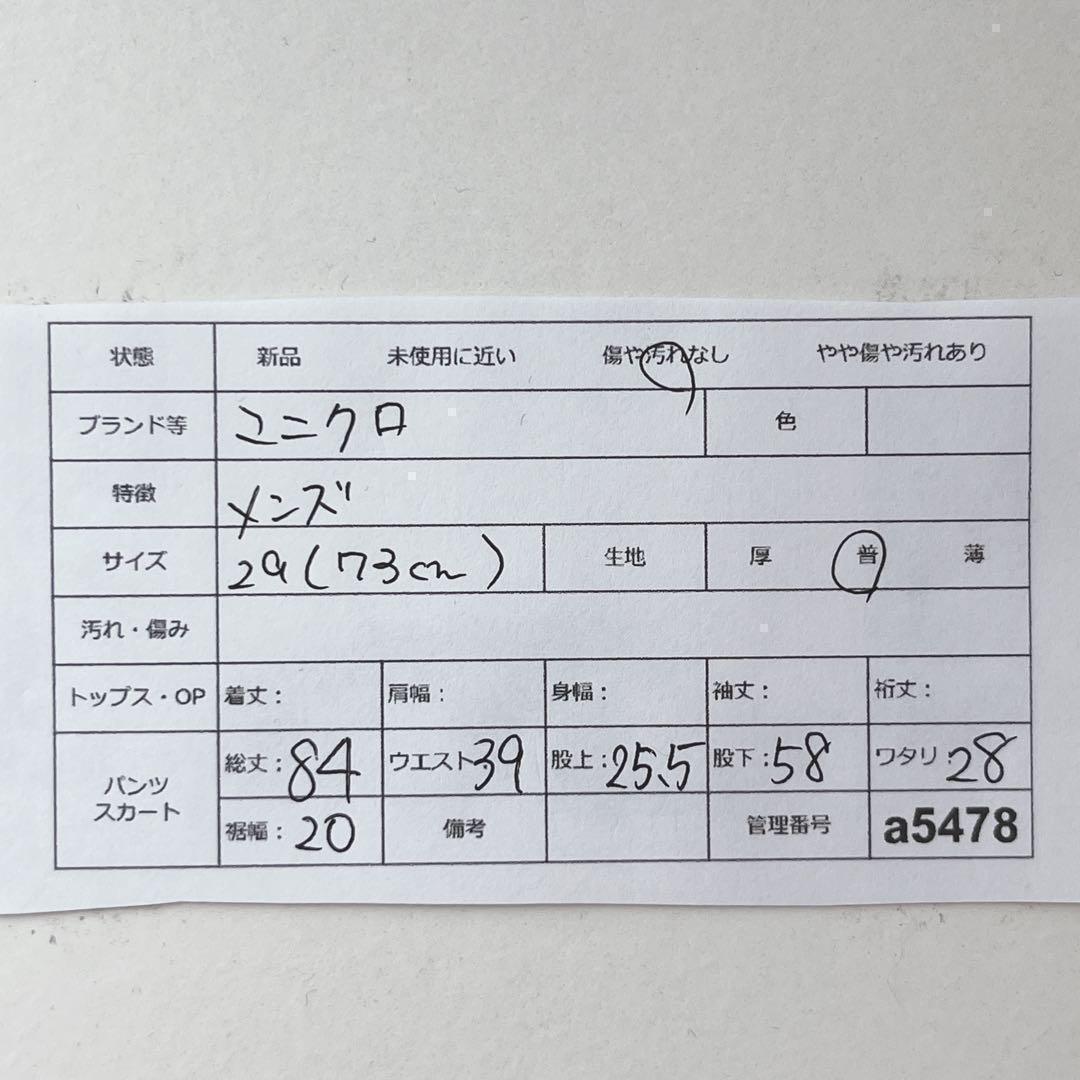 状態 新品 未使用に近い 傷や汚れなし やや傷や汚れあり
ブランド等 ユニクロ 色
特徴 メンズ
サイズ 29(73cm) 生地 厚 普 薄
汚れ・傷み
トップス・OP 着丈: 肩幅: 身幅: 袖丈: 裄丈:
パンツ スカート 総丈:84 ウエスト39 股上:25.5 股下:58 ワタリ:28
裾幅:20 備考 管理番号 a5478